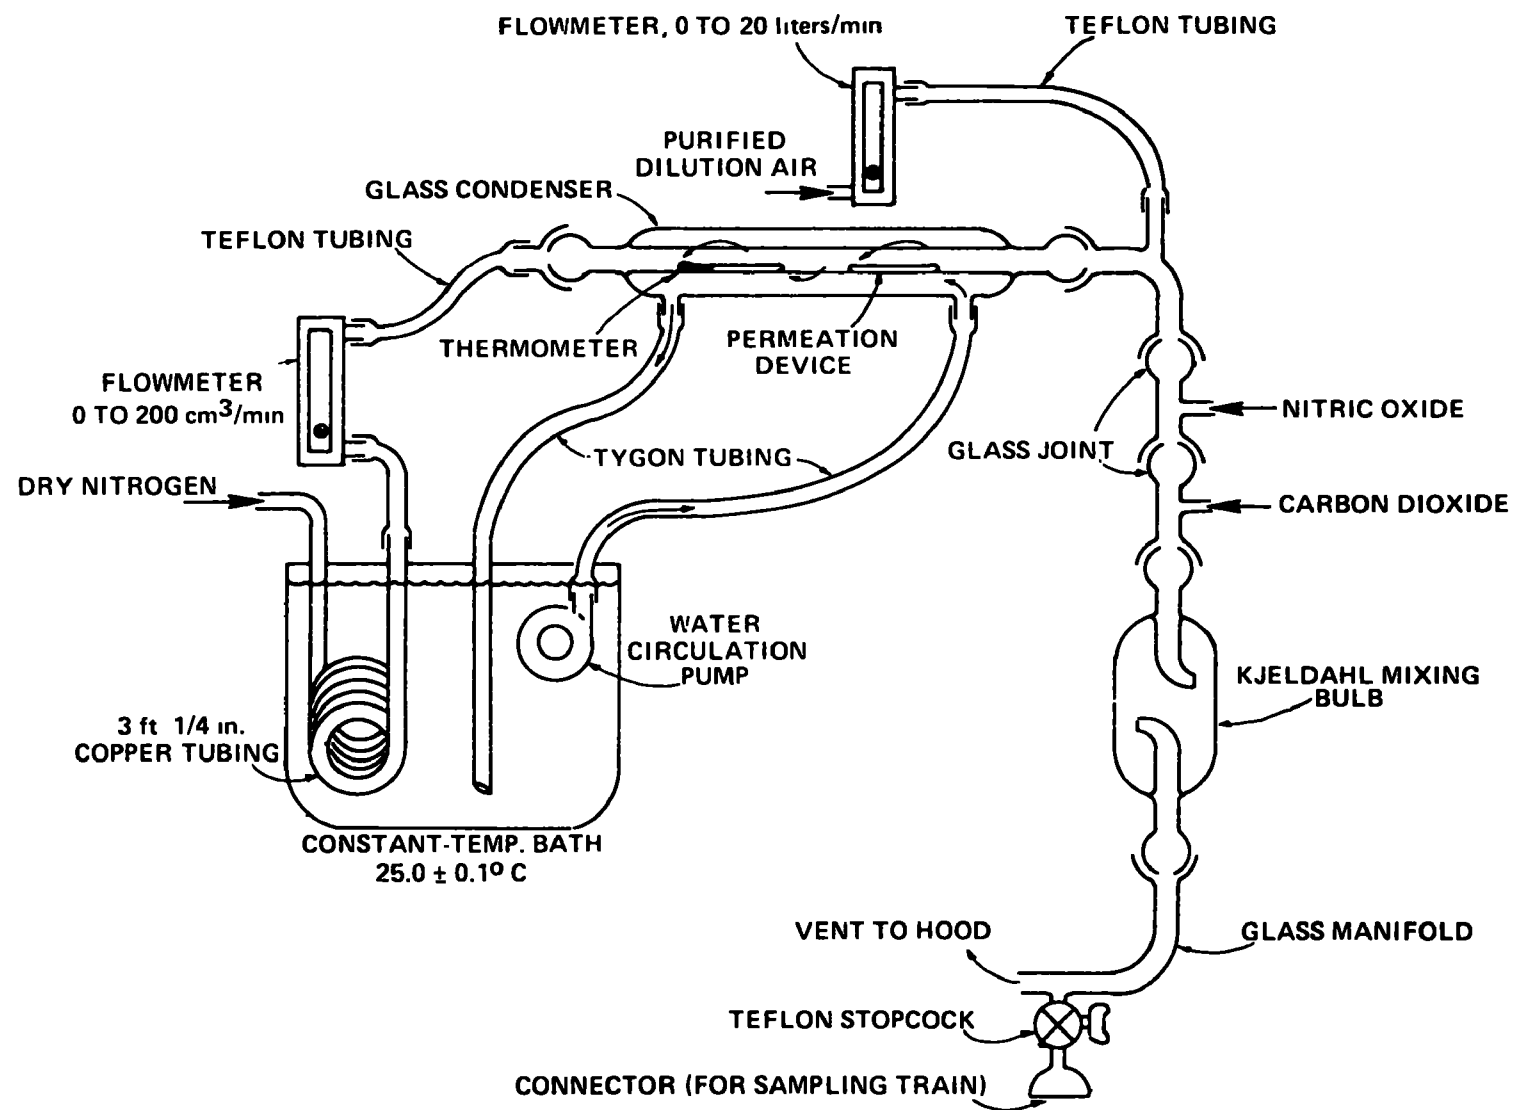 FLOWMETER, 0 TO 20 liters/min
TEFLON TUBING
PURIFIED
DILUTION AIR
GLASS CONDENSER
TEFLON TUBING
THERMOMETER
PERMEATION
DEVICE
FLOWMETER
0 TO 200 cm³/min
NITRIC OXIDE
GLASS JOINT
TYGON TUBING
DRY NITROGEN
CARBON DIOXIDE
WATER
CIRCULATION
PUMP
KJELDAHL MIXING
BULB
3 ft 1/4 in.
COPPER TUBING
CONSTANT-TEMP. BATH
25.0 ± 0.1º C
VENT TO HOOD
GLASS MANIFOLD
TEFLON STOPCOCK
CONNECTOR (FOR SAMPLING TRAIN)